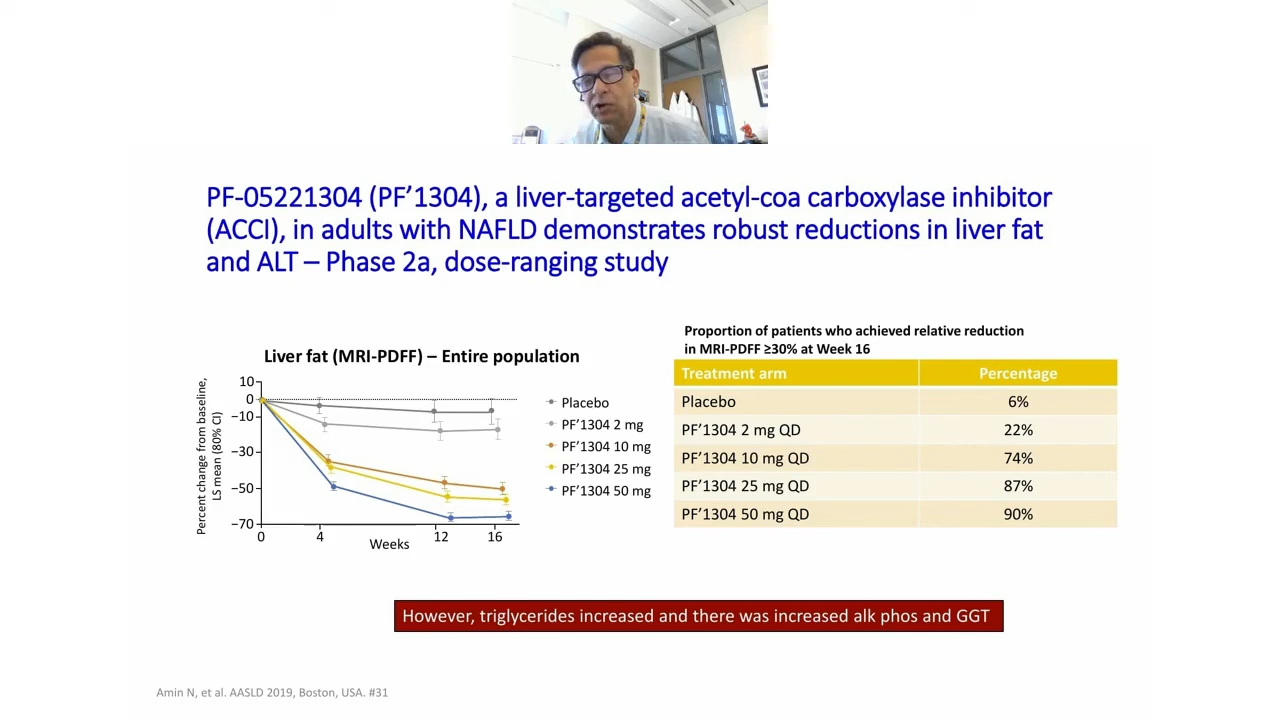 PF-05221304 (PF’1304), a liver-targeted acetyl-coa carboxylase inhibitor
(ACCI), in adults with NAFLD demonstrates robust reductions in liver fat
and ALT – Phase 2a, dose-ranging study
Liver fat (MRI-PDFF) – Entire population
Percent change from baseline,
LS mean (80% CI)
10
0
−10
−30
−50
−70
0
4
12
16
Weeks
Placebo
PF’1304 2 mg
PF’1304 10 mg
PF’1304 25 mg
PF’1304 50 mg
Proportion of patients who achieved relative reduction
in MRI-PDFF ≥30% at Week 16
Treatment arm Percentage
Placebo 6%
PF’1304 2 mg QD 22%
PF’1304 10 mg QD 74%
PF’1304 25 mg QD 87%
PF’1304 50 mg QD 90%
However, triglycerides increased and there was increased alk phos and GGT
Amin N, et al. AASLD 2019, Boston, USA. #31